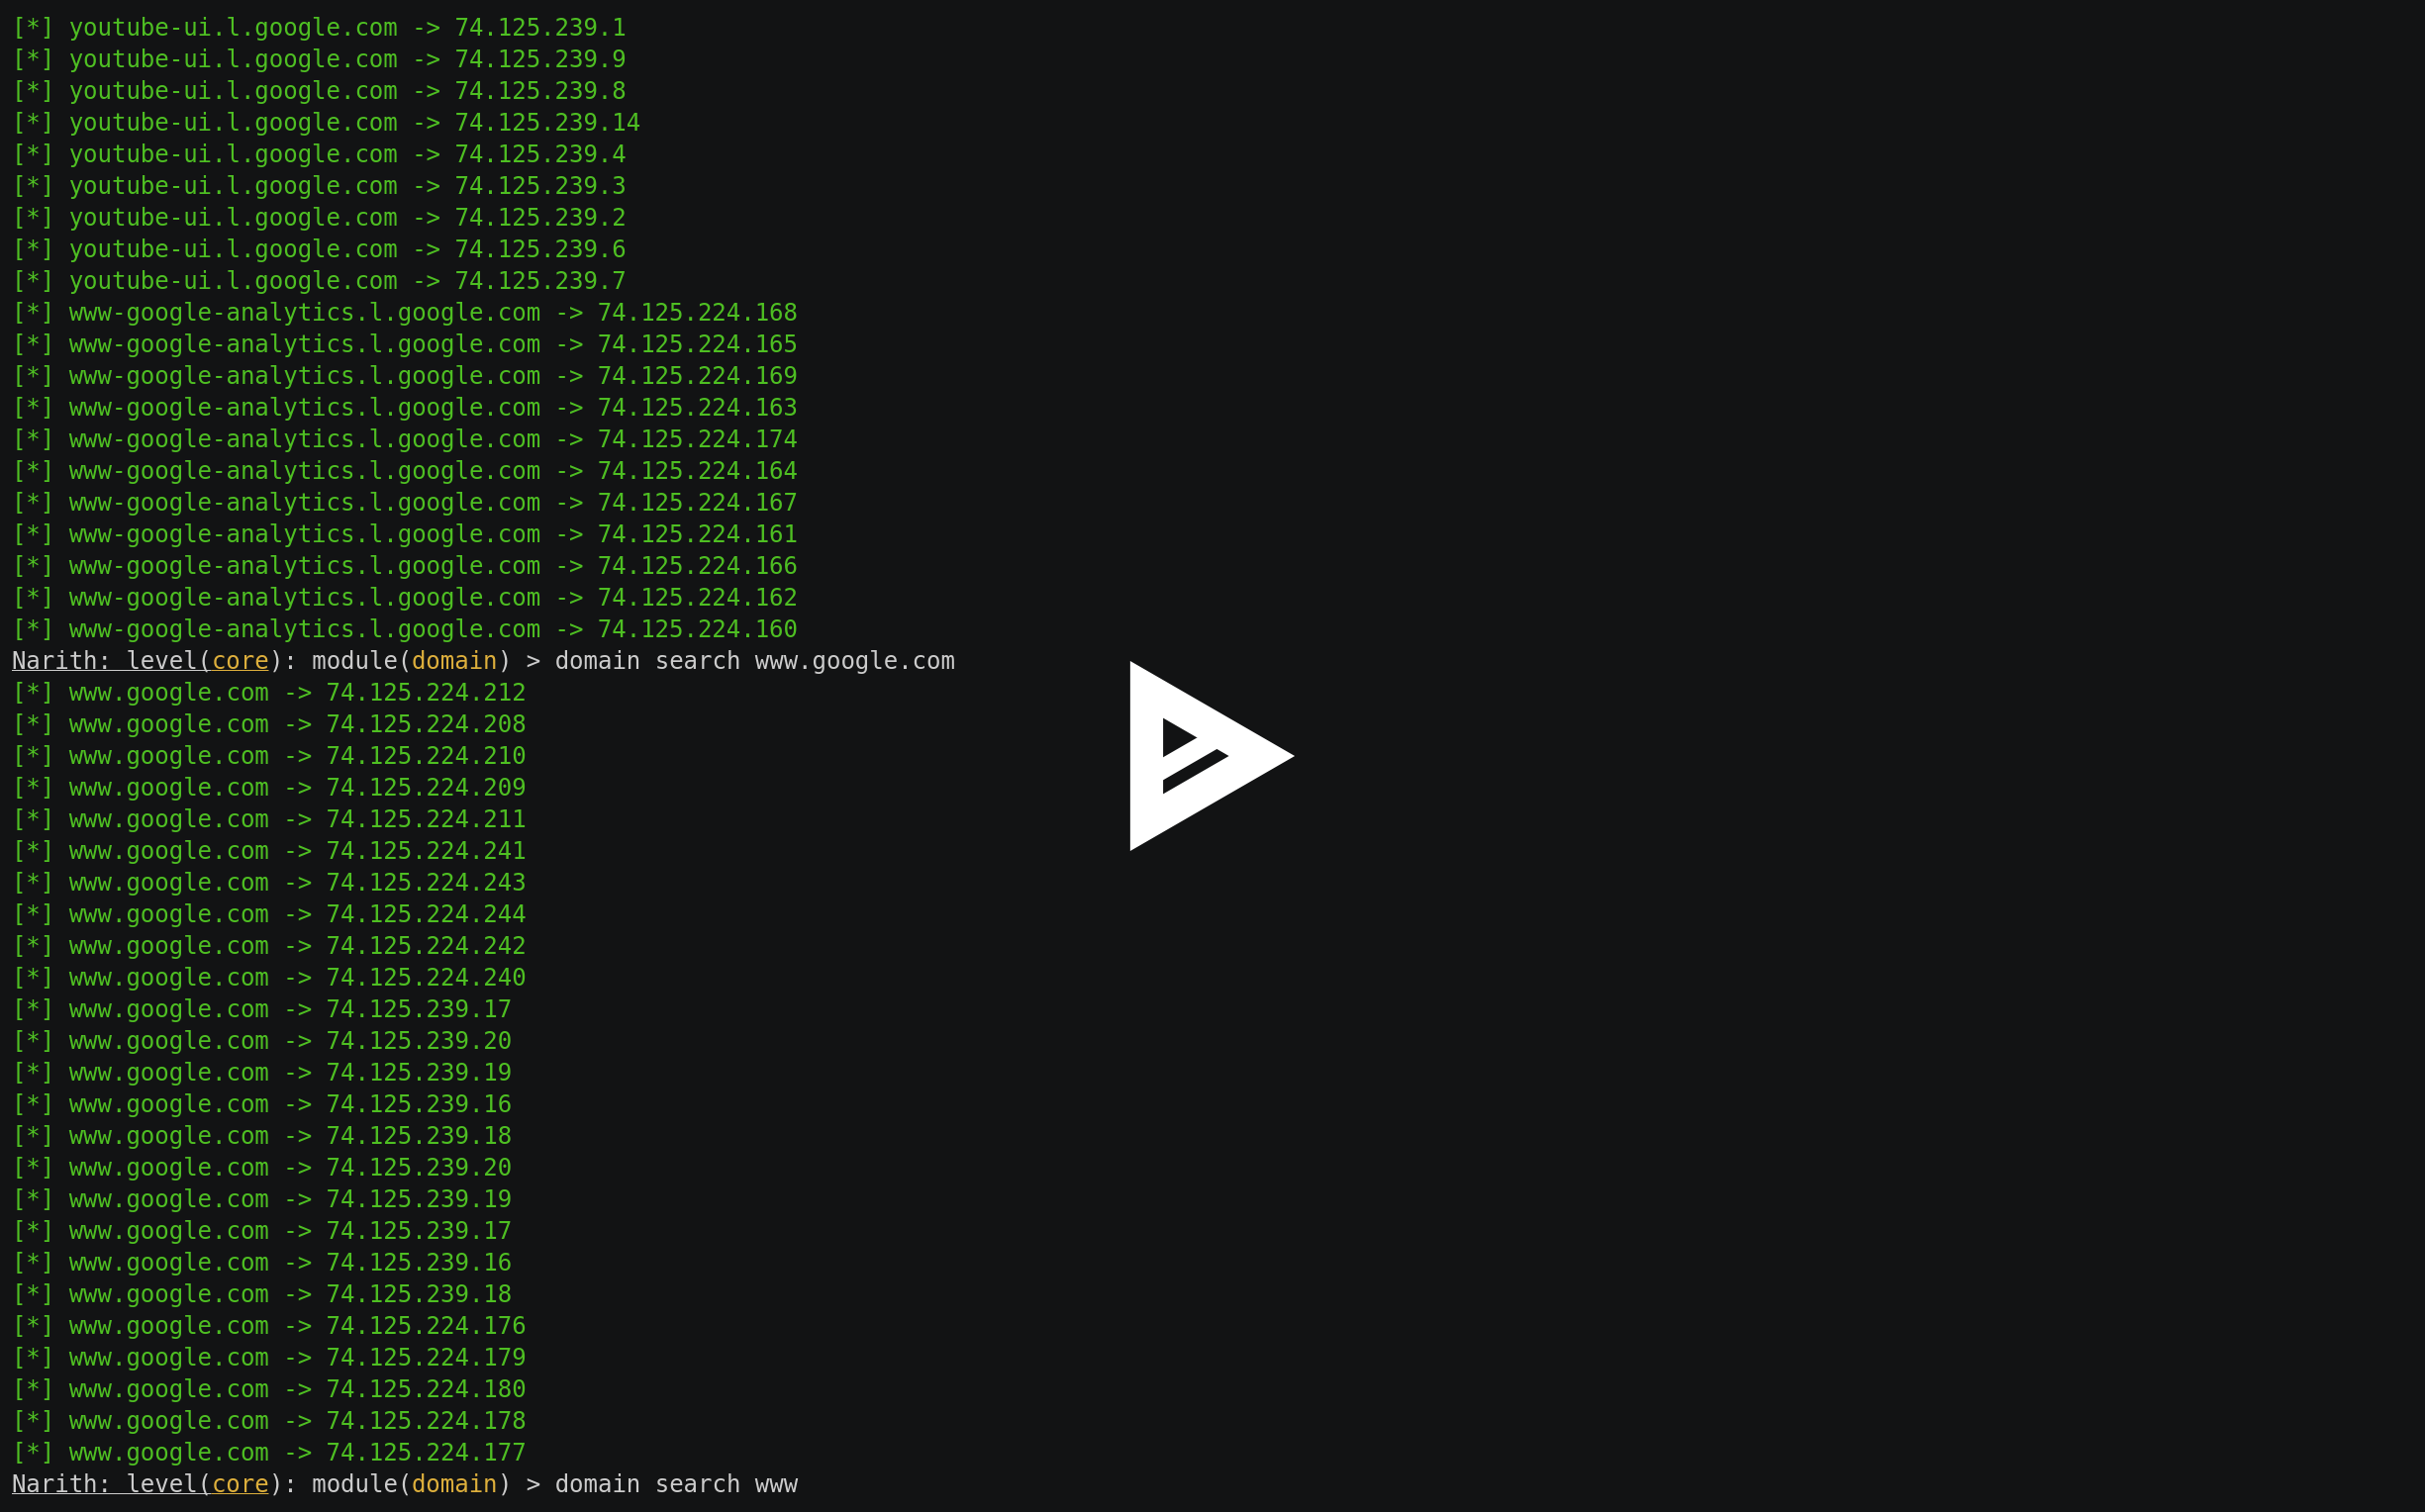 [*] youtube-ui.l.google.com -> 74.125.239.1
[*] youtube-ui.l.google.com -> 74.125.239.9
[*] youtube-ui.l.google.com -> 74.125.239.8
[*] youtube-ui.l.google.com -> 74.125.239.14
[*] youtube-ui.l.google.com -> 74.125.239.4
[*] youtube-ui.l.google.com -> 74.125.239.3
[*] youtube-ui.l.google.com -> 74.125.239.2
[*] youtube-ui.l.google.com -> 74.125.239.6
[*] youtube-ui.l.google.com -> 74.125.239.7
[*] www-google-analytics.l.google.com -> 74.125.224.168
[*] www-google-analytics.l.google.com -> 74.125.224.165
[*] www-google-analytics.l.google.com -> 74.125.224.169
[*] www-google-analytics.l.google.com -> 74.125.224.163
[*] www-google-analytics.l.google.com -> 74.125.224.174
[*] www-google-analytics.l.google.com -> 74.125.224.164
[*] www-google-analytics.l.google.com -> 74.125.224.167
[*] www-google-analytics.l.google.com -> 74.125.224.161
[*] www-google-analytics.l.google.com -> 74.125.224.166
[*] www-google-analytics.l.google.com -> 74.125.224.162
[*] www-google-analytics.l.google.com -> 74.125.224.160
Narith: level(core): module(domain) > domain search www.google.com
[*] www.google.com -> 74.125.224.212
[*] www.google.com -> 74.125.224.208
[*] www.google.com -> 74.125.224.210
[*] www.google.com -> 74.125.224.209
[*] www.google.com -> 74.125.224.211
[*] www.google.com -> 74.125.224.241
[*] www.google.com -> 74.125.224.243
[*] www.google.com -> 74.125.224.244
[*] www.google.com -> 74.125.224.242
[*] www.google.com -> 74.125.224.240
[*] www.google.com -> 74.125.239.17
[*] www.google.com -> 74.125.239.20
[*] www.google.com -> 74.125.239.19
[*] www.google.com -> 74.125.239.16
[*] www.google.com -> 74.125.239.18
[*] www.google.com -> 74.125.239.20
[*] www.google.com -> 74.125.239.19
[*] www.google.com -> 74.125.239.17
[*] www.google.com -> 74.125.239.16
[*] www.google.com -> 74.125.239.18
[*] www.google.com -> 74.125.224.176
[*] www.google.com -> 74.125.224.179
[*] www.google.com -> 74.125.224.180
[*] www.google.com -> 74.125.224.178
[*] www.google.com -> 74.125.224.177
Narith: level(core): module(domain) > domain search www